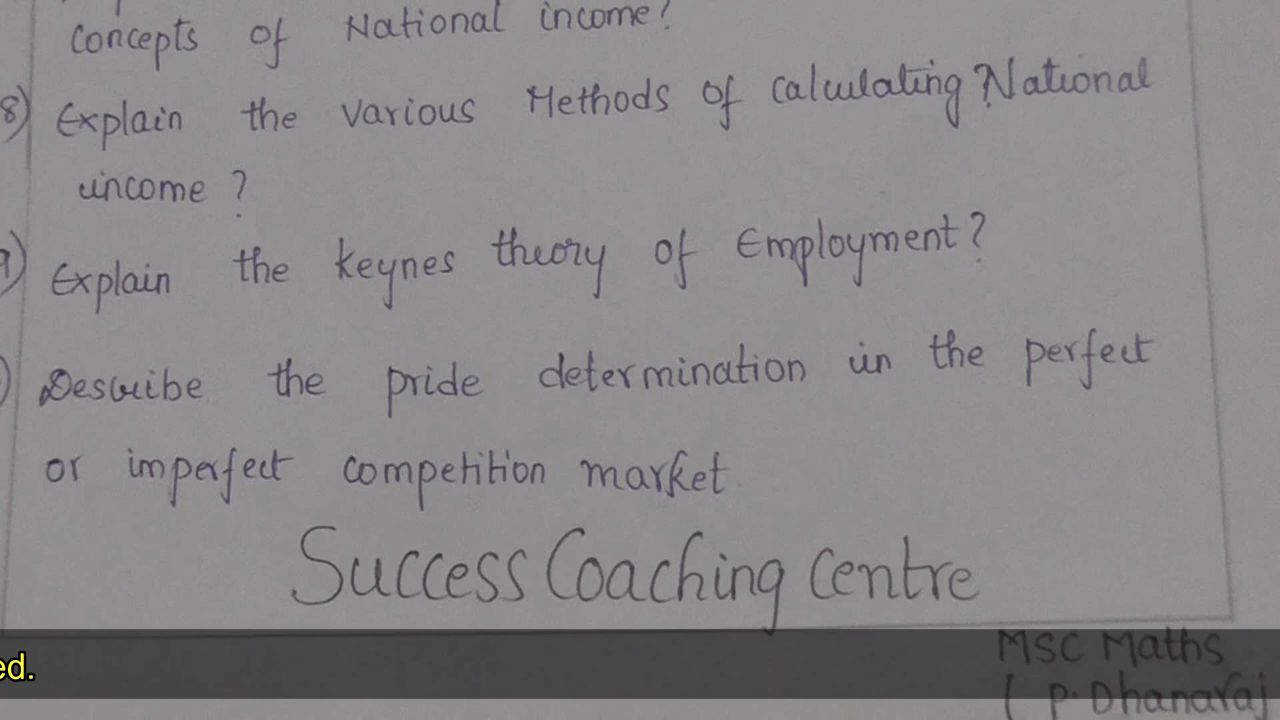 concepts of National income?
8) Explain the various Methods of calculating National
income ?
9) Explain the keynes theory of Employment?
Describe the pride determination in the perfect
or imperfect competition market
Success Coaching Centre
MSC Maths
ed.
( P. Dhanaraj